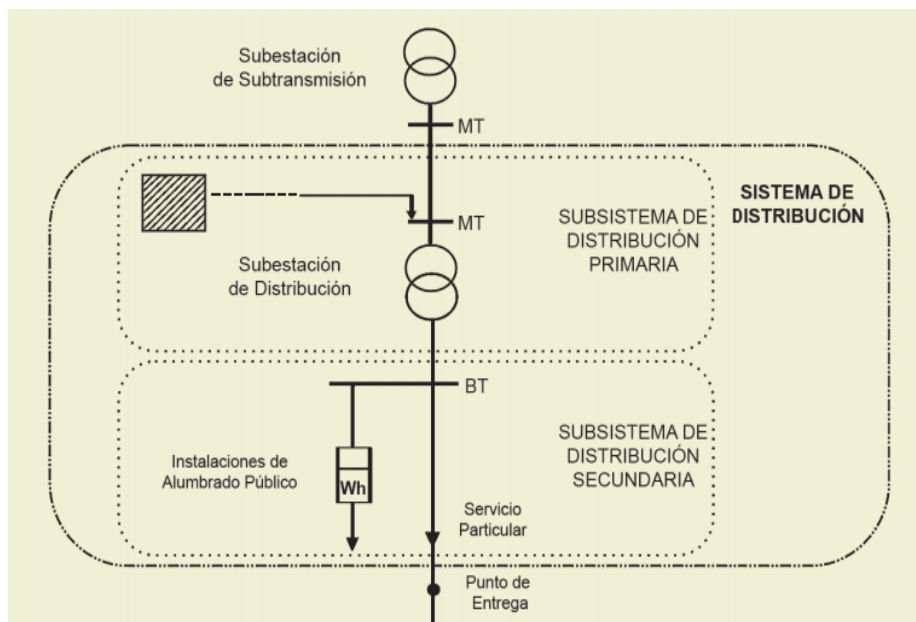 Subestación
de Subtransmisión
MT
SISTEMA DE
DISTRIBUCIÓN
SUBSISTEMA DE
DISTRIBUCIÓN
PRIMARIA
MT
Subestación
de Distribución
BT
SUBSISTEMA DE
DISTRIBUCIÓN
SECUNDARIA
Instalaciones de
Alumbrado Público
Wh
Servicio
Particular
Punto de
Entrega